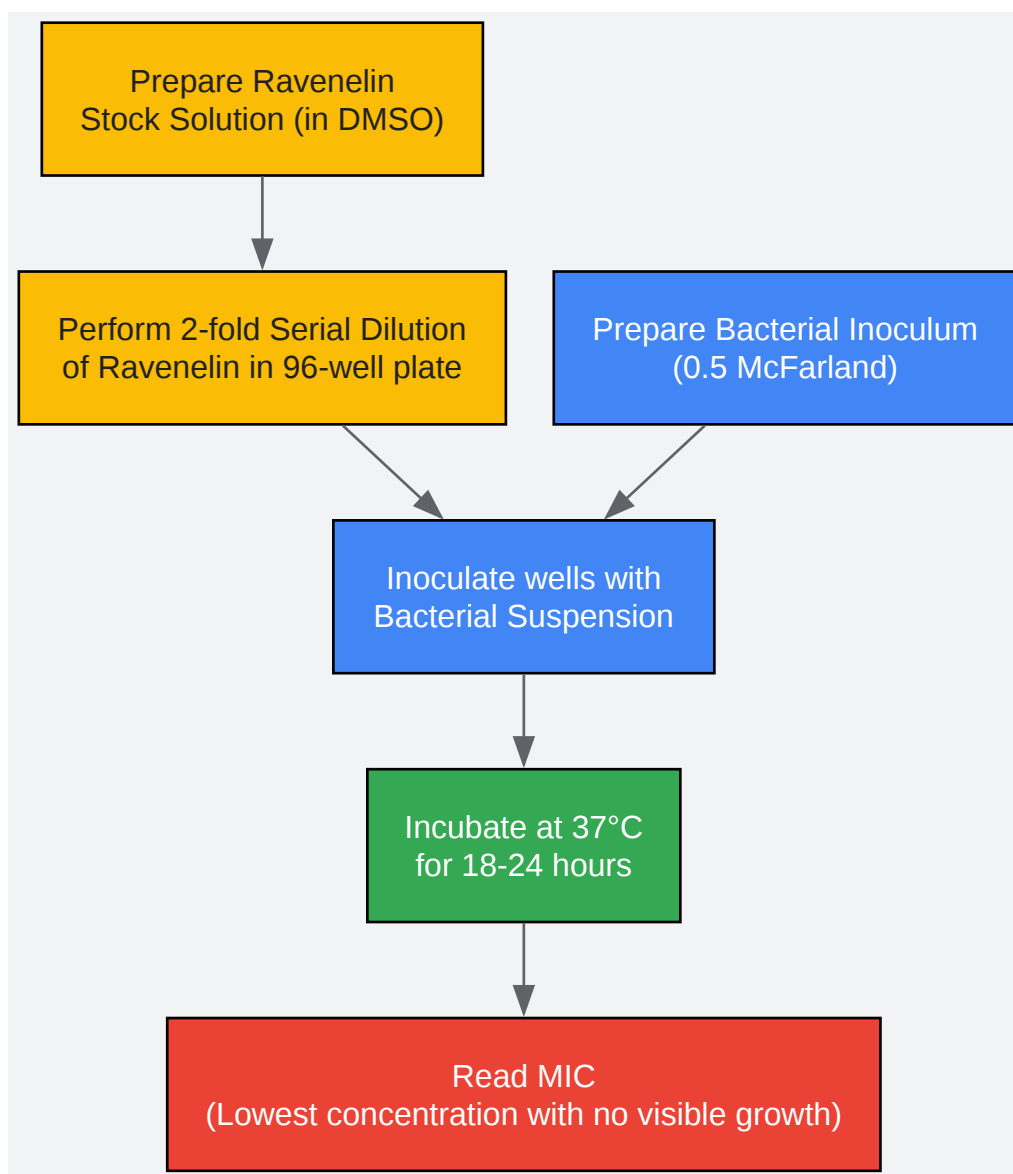 Prepare Ravenelin
Stock Solution (in DMSO)
Perform 2-fold Serial Dilution
of Ravenelin in 96-well plate
Prepare Bacterial Inoculum
(0.5 McFarland)
Inoculate wells with
Bacterial Suspension
Incubate at 37°C
for 18-24 hours
Read MIC
(Lowest concentration with no visible growth)